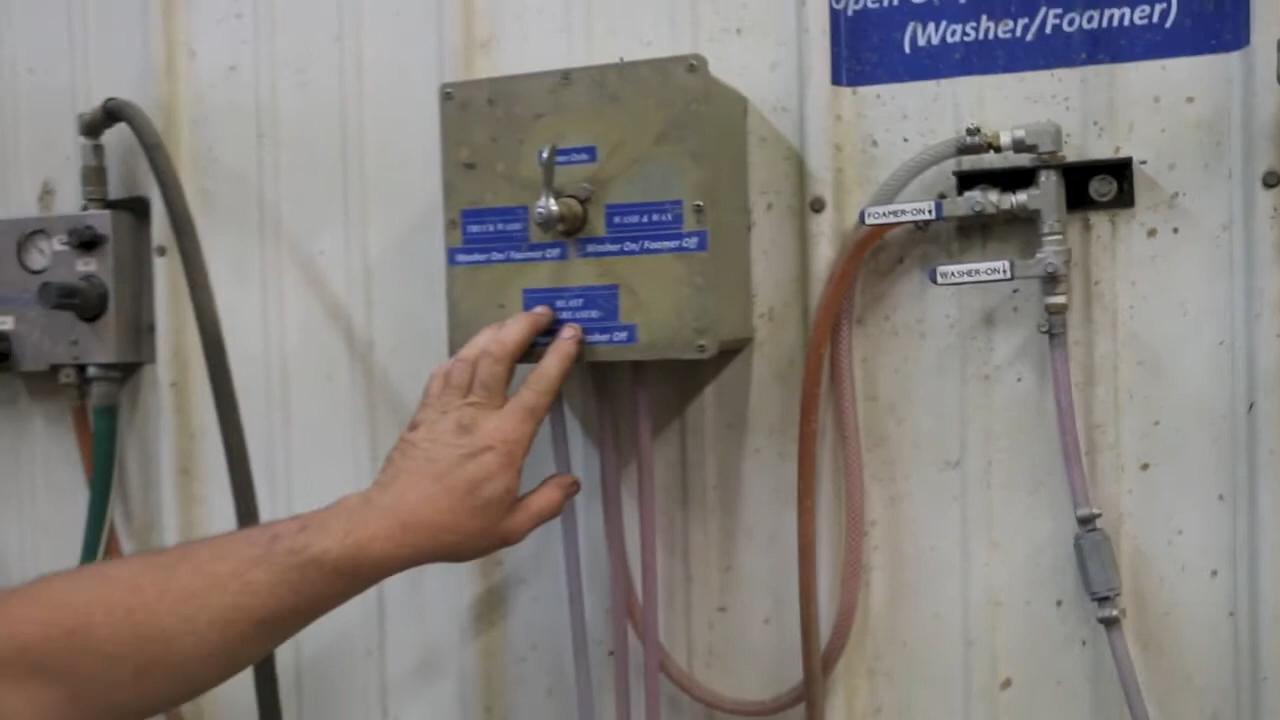 (Washer/Foamer)
TRUCK WASH
Washer On/ Foamer Off
WASH & WAX
Washer On/ Foamer Off
BLAST
Off
FOAMER-ON
WASHER-ON